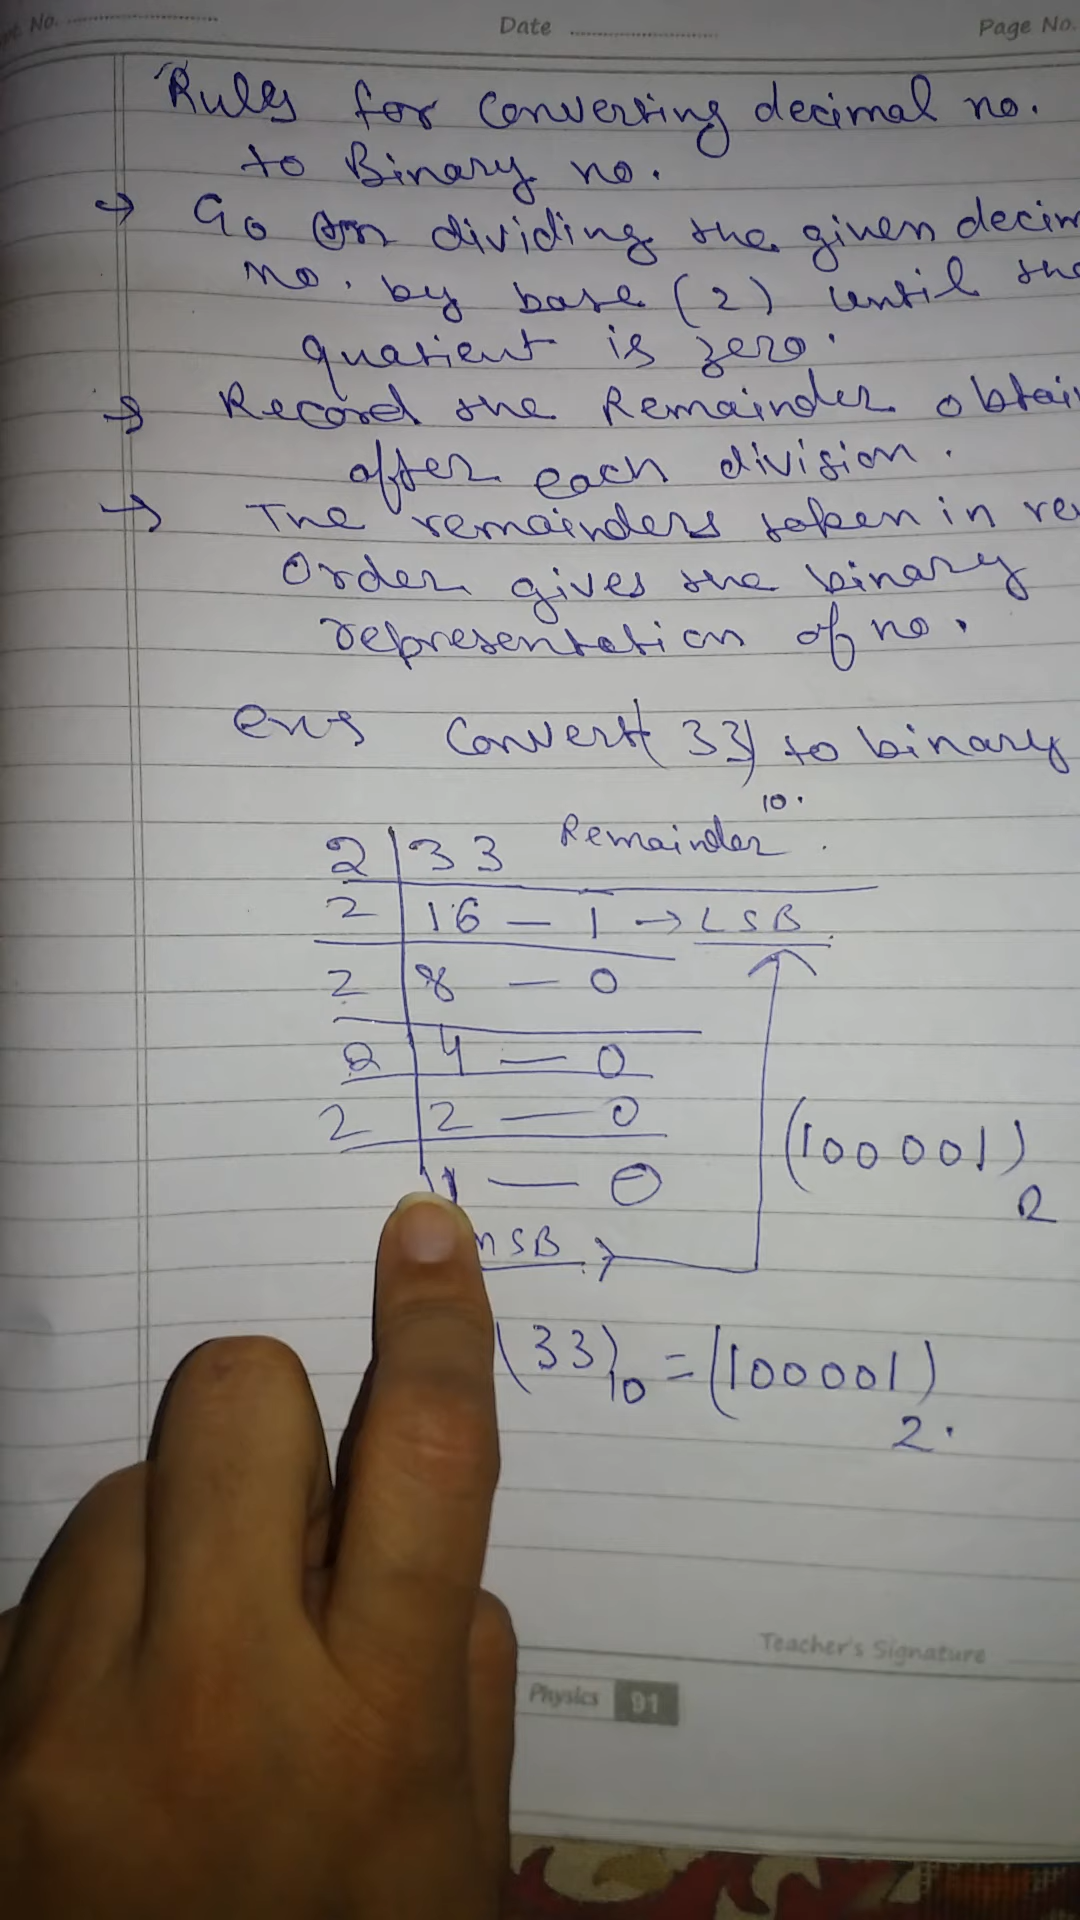 No. Date Page No.
Rules for converting decimal no.
to Binary no.
→ Go on dividing the given decim
no. by base (2) until the
quatient is zero.
→ Record the Remainder obtai
after each division.
→ The remainders taken in re
Order gives the binary
representation of no.
Convert (33)10. to binary
2 | 33 Remainder.
2 | 16 — 1 → LSB
2 | 8 — 0
2 | 4 — 0
2 | 2 — 0
(100001)2
1 — 0
MSB
(33)10 = (100001)2.
Teacher's Signature
Physics 91